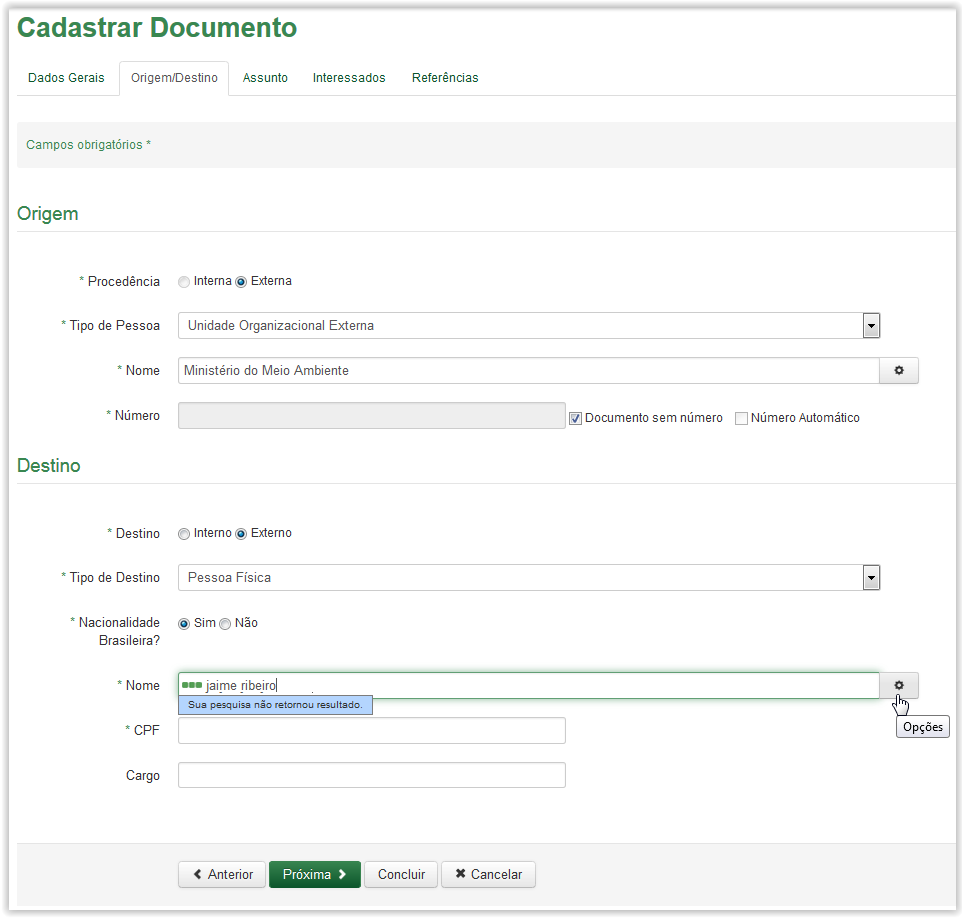 Cadastrar Documento
Dados Gerais Origem/Destino Assunto Interessados Referências
Campos obrigatórios *
Origem
* Procedência Interna Externa
* Tipo de Pessoa Unidade Organizacional Externa
* Nome Ministério do Meio Ambiente
* Número Documento sem número Número Automático
Destino
* Destino Interno Externo
* Tipo de Destino Pessoa Física
* Nacionalidade Brasileira? Sim Não
* Nome jaime ribeiro
Sua pesquisa não retornou resultado.
Opções
* CPF
Cargo
Anterior Próxima Concluir Cancelar